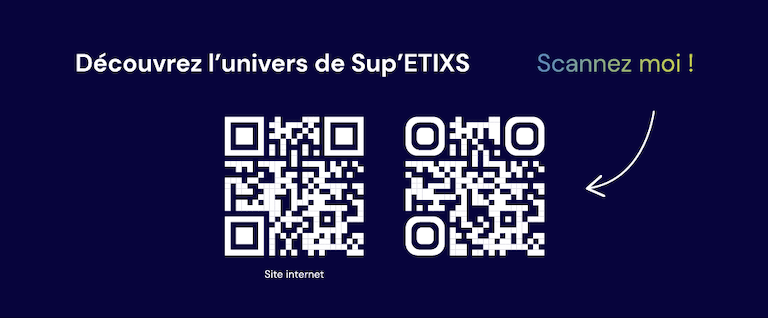 Découvrez l’univers de Sup’ETIXS
Scannez moi !
Site internet